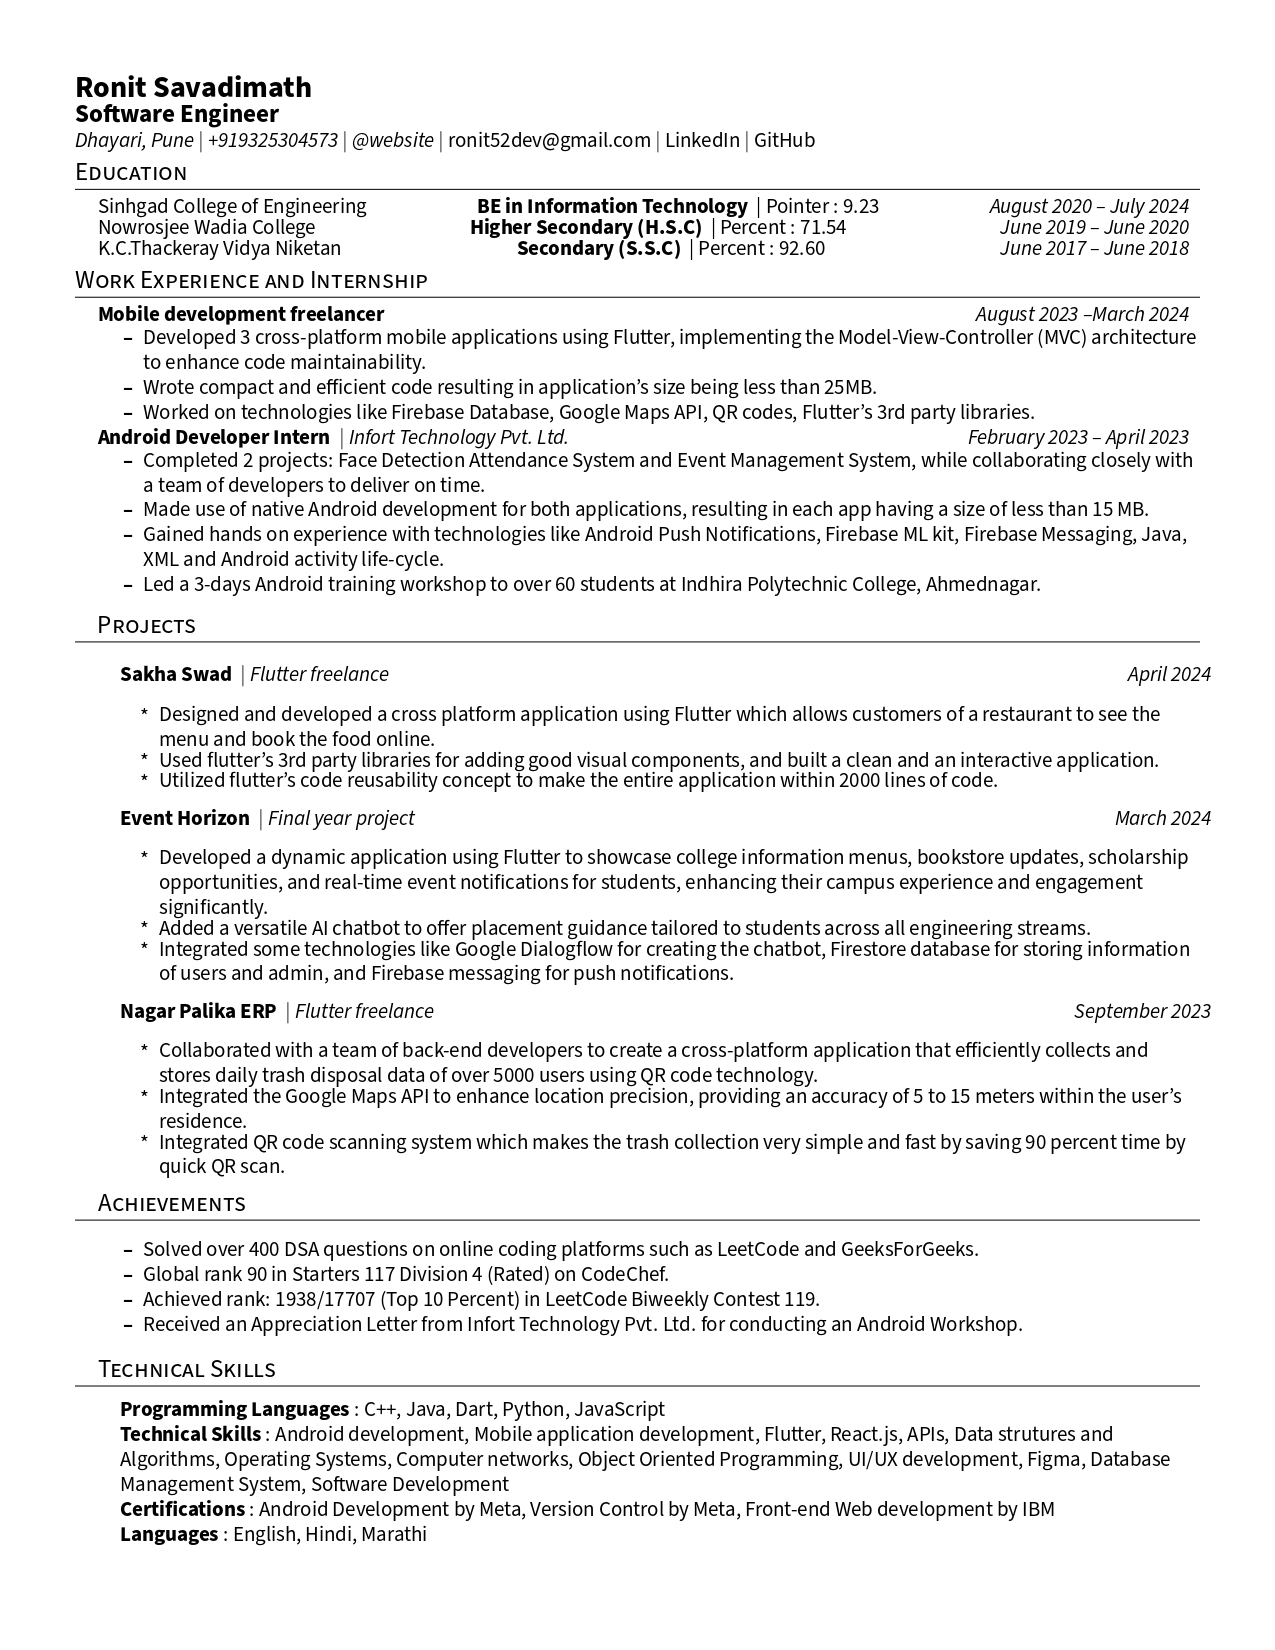 Ronit Savadimath
Software Engineer
Dhayari, Pune | +919325304573 | @website | ronit52dev@gmail.com | LinkedIn | GitHub
Education
Sinhgad College of Engineering BE in Information Technology | Pointer : 9.23 August 2020 – July 2024
Nowrosjee Wadia College Higher Secondary (H.S.C) | Percent : 71.54 June 2019 – June 2020
K.C.Thackeray Vidya Niketan Secondary (S.S.C) | Percent : 92.60 June 2017 – June 2018
Work Experience and Internship
Mobile development freelancer August 2023 –March 2024
– Developed 3 cross-platform mobile applications using Flutter, implementing the Model-View-Controller (MVC) architecture
to enhance code maintainability.
– Wrote compact and efficient code resulting in application’s size being less than 25MB.
– Worked on technologies like Firebase Database, Google Maps API, QR codes, Flutter’s 3rd party libraries.
Android Developer Intern | Infort Technology Pvt. Ltd. February 2023 – April 2023
– Completed 2 projects: Face Detection Attendance System and Event Management System, while collaborating closely with
a team of developers to deliver on time.
– Made use of native Android development for both applications, resulting in each app having a size of less than 15 MB.
– Gained hands on experience with technologies like Android Push Notifications, Firebase ML kit, Firebase Messaging, Java,
XML and Android activity life-cycle.
– Led a 3-days Android training workshop to over 60 students at Indhira Polytechnic College, Ahmednagar.
Projects
Sakha Swad | Flutter freelance April 2024
* Designed and developed a cross platform application using Flutter which allows customers of a restaurant to see the
menu and book the food online.
* Used flutter’s 3rd party libraries for adding good visual components, and built a clean and an interactive application.
* Utilized flutter’s code reusability concept to make the entire application within 2000 lines of code.
Event Horizon | Final year project March 2024
* Developed a dynamic application using Flutter to showcase college information menus, bookstore updates, scholarship
opportunities, and real-time event notifications for students, enhancing their campus experience and engagement
significantly.
* Added a versatile AI chatbot to offer placement guidance tailored to students across all engineering streams.
* Integrated some technologies like Google Dialogflow for creating the chatbot, Firestore database for storing information
of users and admin, and Firebase messaging for push notifications.
Nagar Palika ERP | Flutter freelance September 2023
* Collaborated with a team of back-end developers to create a cross-platform application that efficiently collects and
stores daily trash disposal data of over 5000 users using QR code technology.
* Integrated the Google Maps API to enhance location precision, providing an accuracy of 5 to 15 meters within the user’s
residence.
* Integrated QR code scanning system which makes the trash collection very simple and fast by saving 90 percent time by
quick QR scan.
Achievements
– Solved over 400 DSA questions on online coding platforms such as LeetCode and GeeksForGeeks.
– Global rank 90 in Starters 117 Division 4 (Rated) on CodeChef.
– Achieved rank: 1938/17707 (Top 10 Percent) in LeetCode Biweekly Contest 119.
– Received an Appreciation Letter from Infort Technology Pvt. Ltd. for conducting an Android Workshop.
Technical Skills
Programming Languages : C++, Java, Dart, Python, JavaScript
Technical Skills : Android development, Mobile application development, Flutter, React.js, APIs, Data strutures and
Algorithms, Operating Systems, Computer networks, Object Oriented Programming, UI/UX development, Figma, Database
Management System, Software Development
Certifications : Android Development by Meta, Version Control by Meta, Front-end Web development by IBM
Languages : English, Hindi, Marathi